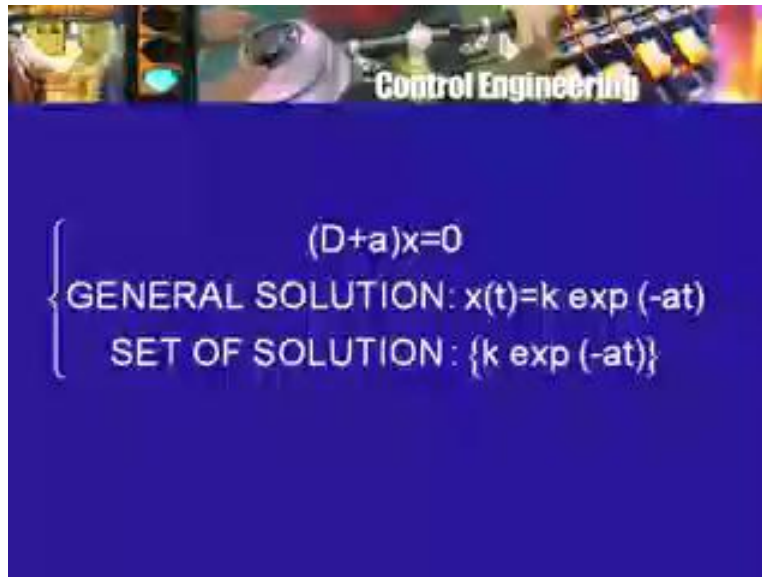 Control Engineering
(D+a)x=0
GENERAL SOLUTION: x(t)=k exp (-at)
SET OF SOLUTION: {k exp (-at)}